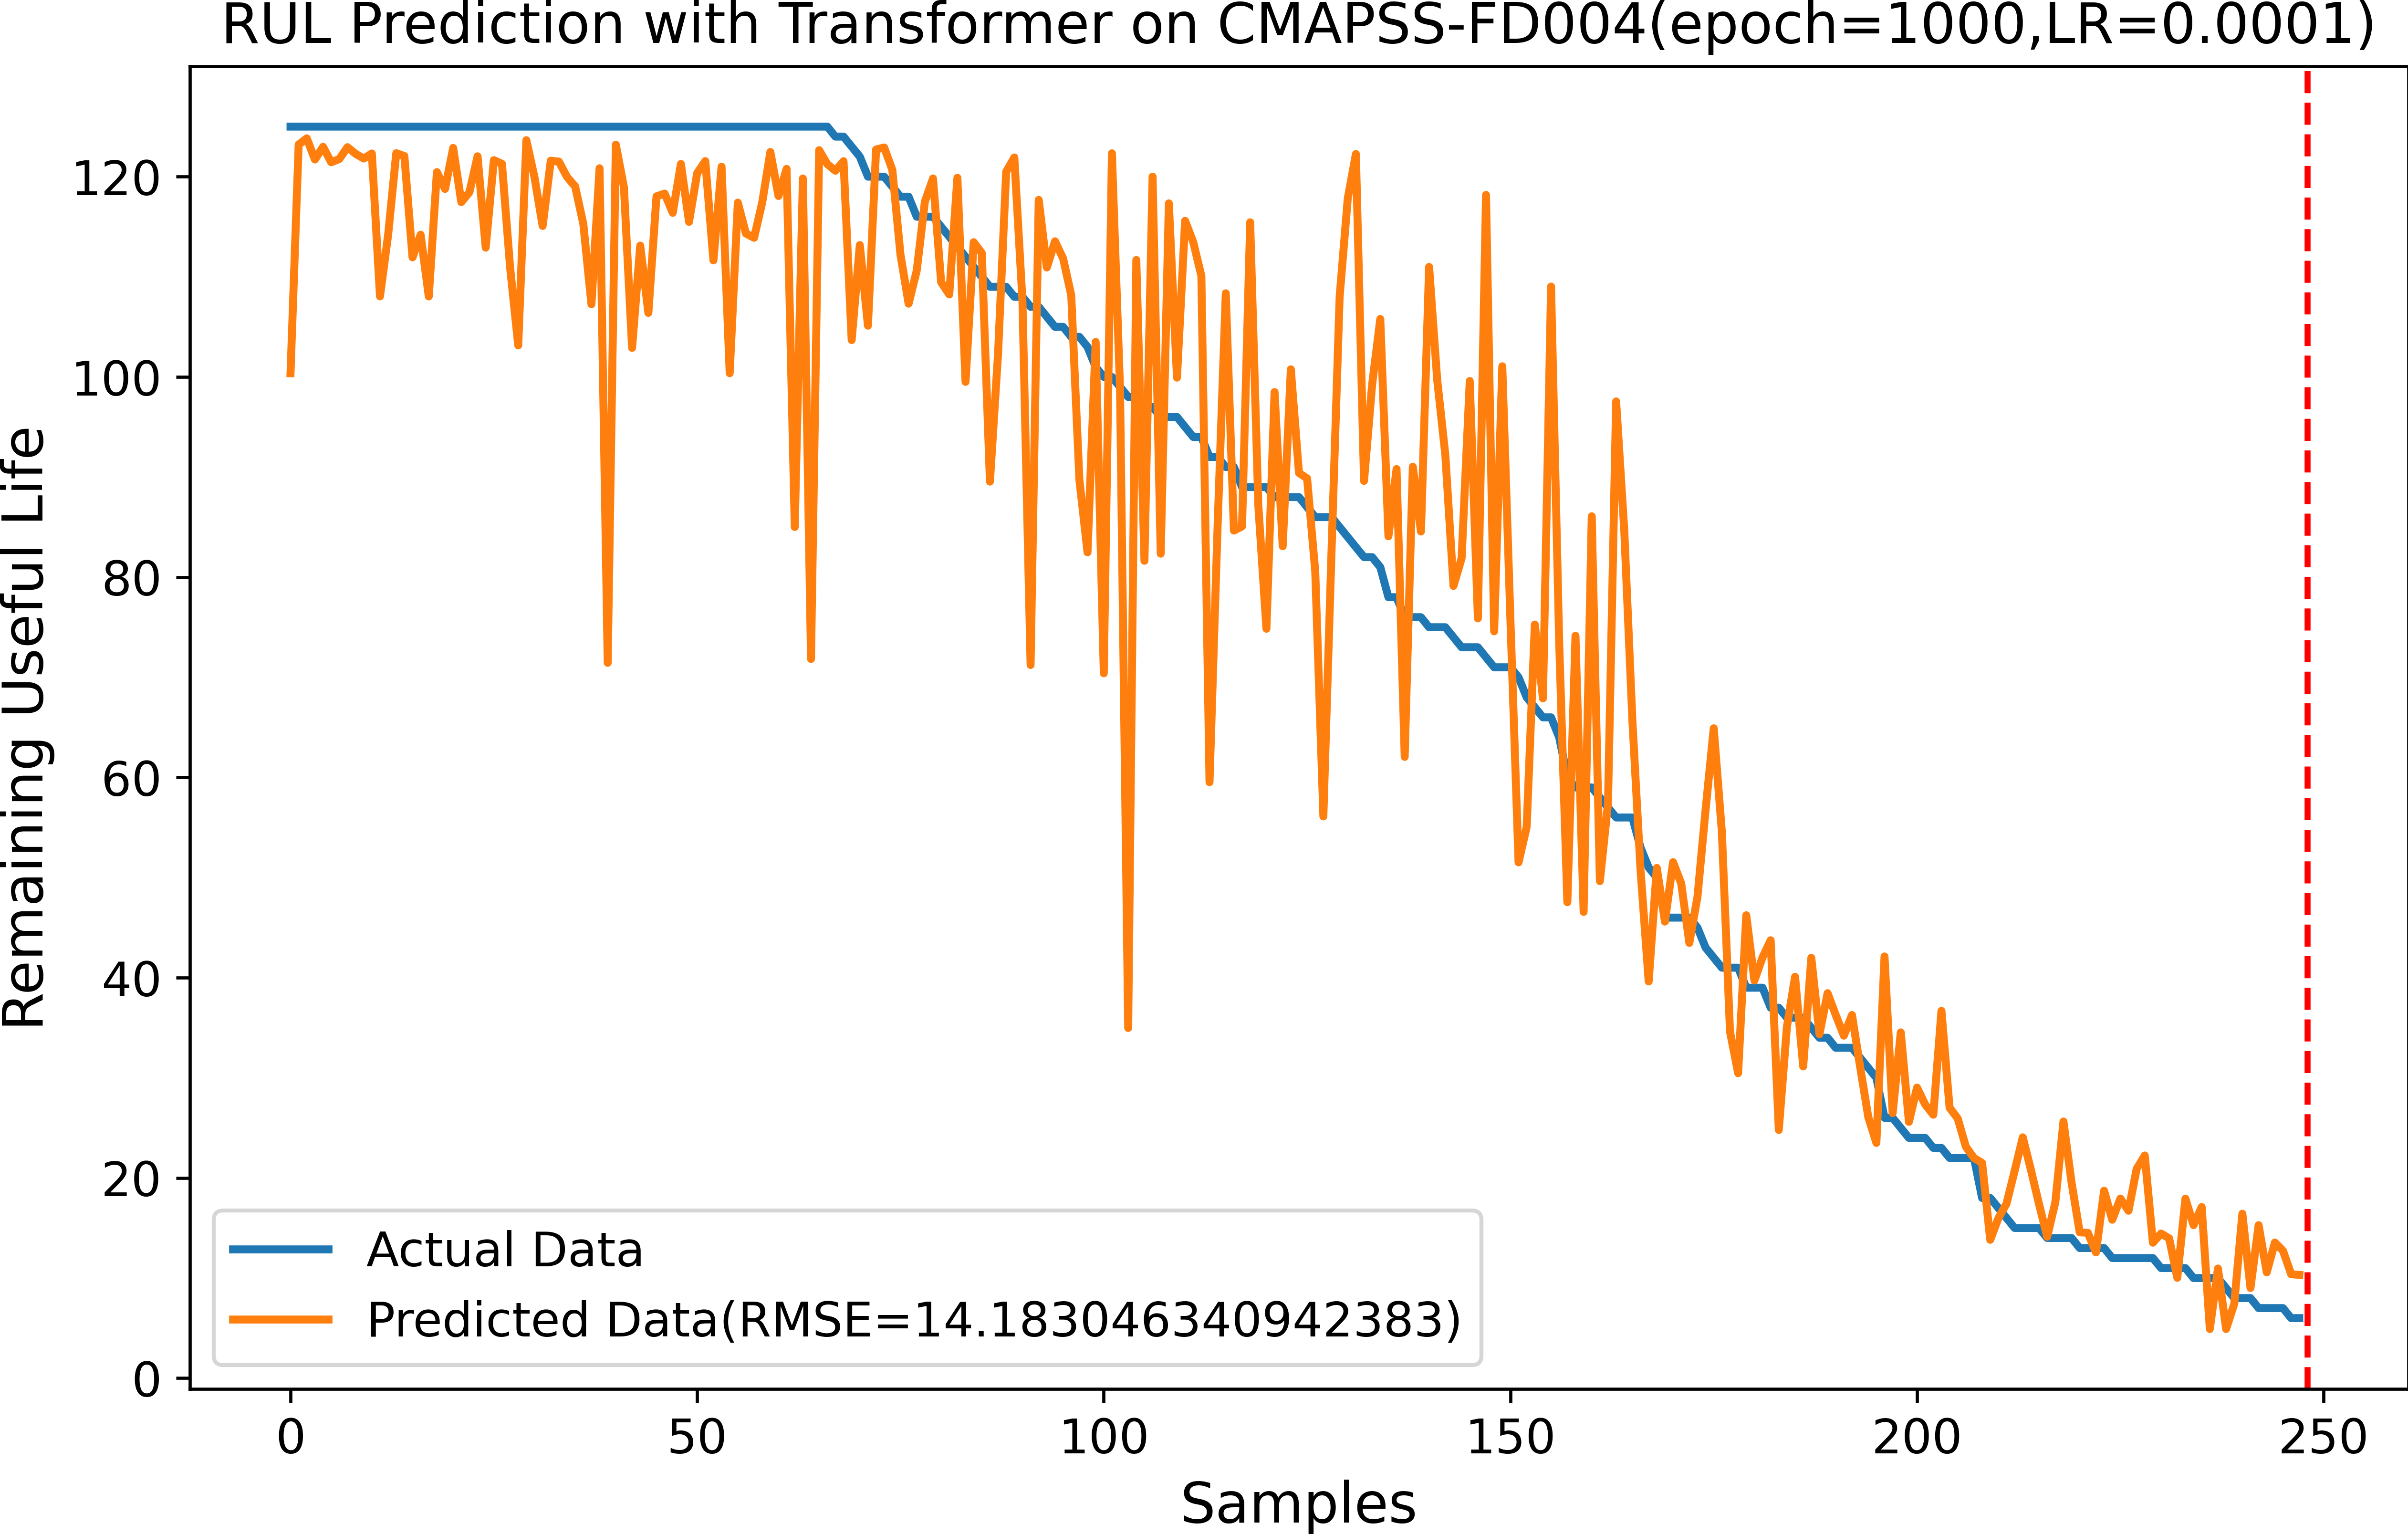 RUL Prediction with Transformer on CMAPSS-FD004(epoch=1000,LR=0.0001)
Remaining Useful Life
120
100
80
60
40
20
0
Actual Data
Predicted Data(RMSE=14.183046340942383)
0 50 100 150 200 250
Samples